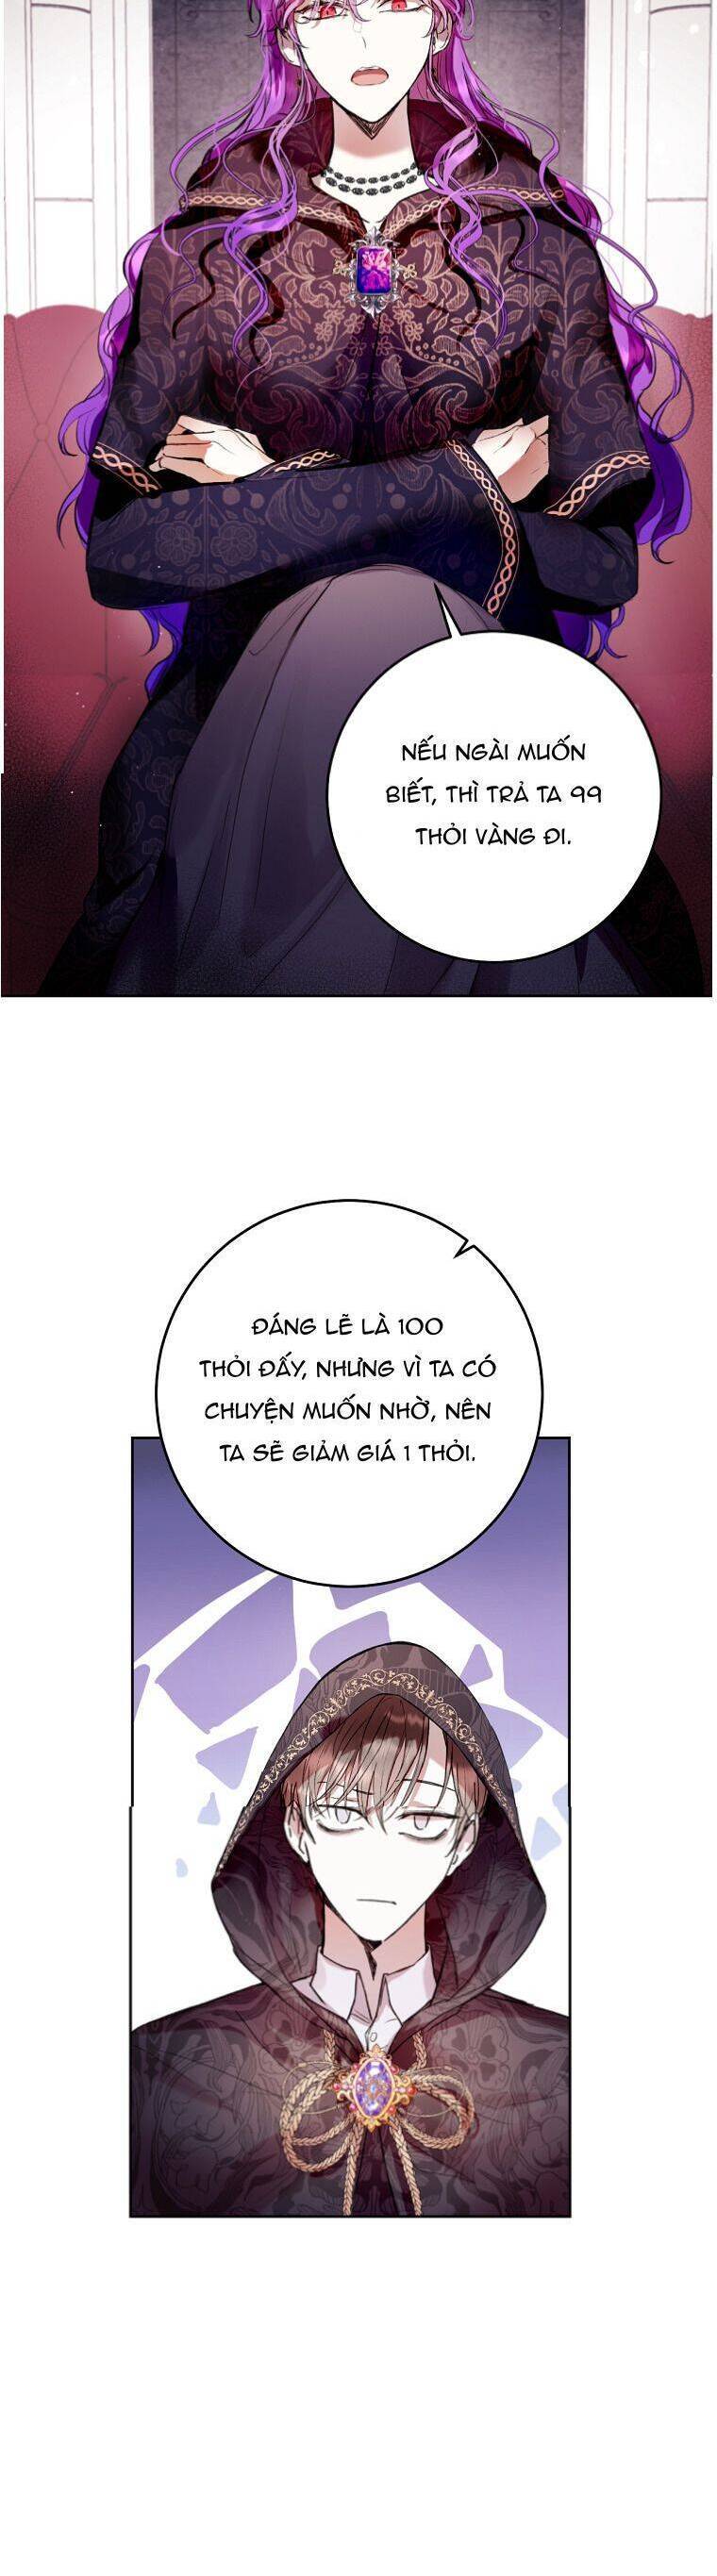 NẾU NGÀI MUỐN
BIẾT, THÌ TRẢ TA 99
THỎI VÀNG ĐI.
ĐÁNG LẼ LÀ 100
THỎI ĐẤY, NHƯNG VÌ TA CÓ
CHUYỆN MUỐN NHỜ, NÊN
TA SẼ GIẢM GIÁ 1 THỎI.